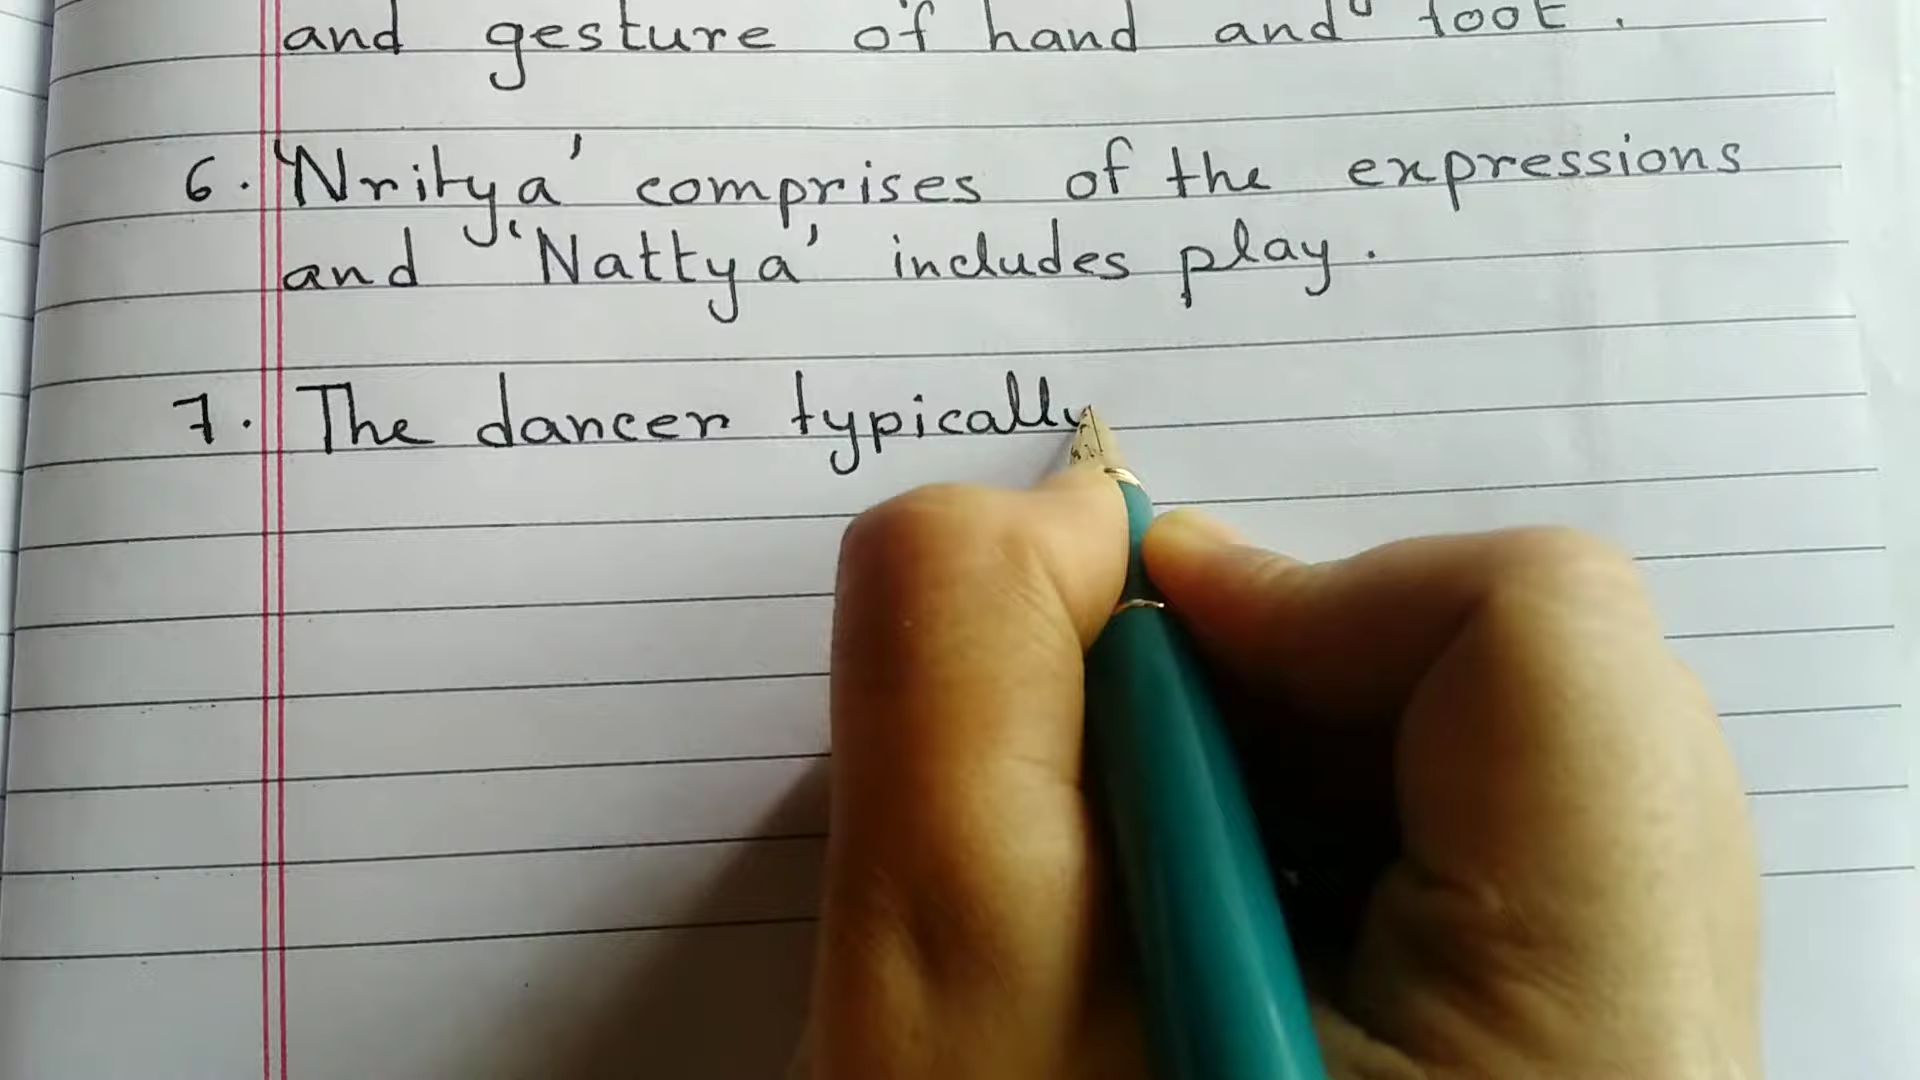 and gesture of hand and foot.
6. 'Nritya' comprises of the expressions
and 'Nattya' includes play.
7. The dancer typically